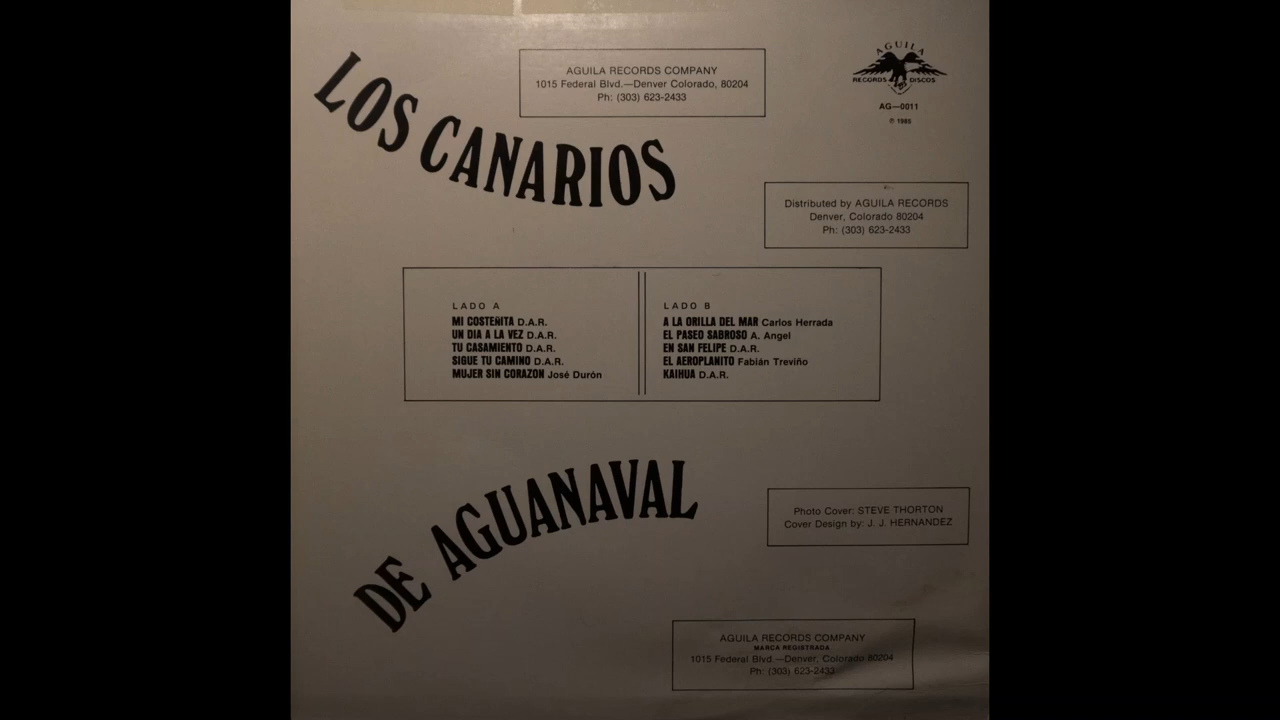 LOS CANARIOS
AGUILA RECORDS COMPANY
1015 Federal Blvd.—Denver Colorado, 80204
Ph: (303) 623-2433
AGUILA
RECORDS DISCOS
AG—0011
℗ 1985
Distributed by AGUILA RECORDS
Denver, Colorado 80204
Ph: (303) 623-2433
LADO A
MI COSTEÑITA D.A.R.
UN DIA A LA VEZ D.A.R.
TU CASAMIENTO D.A.R.
SIGUE TU CAMINO D.A.R.
MUJER SIN CORAZON José Durón
LADO B
A LA ORILLA DEL MAR Carlos Herrada
EL PASEO SABROSO A. Angel
EN SAN FELIPE D.A.R.
EL AEROPLANITO Fabián Treviño
KAIHUA D.A.R.
DE AGUANAVAL
Photo Cover: STEVE THORTON
Cover Design by: J. J. HERNANDEZ
AGUILA RECORDS COMPANY
MARCA REGISTRADA
1015 Federal Blvd.—Denver, Colorado 80204
Ph: (303) 623-2433